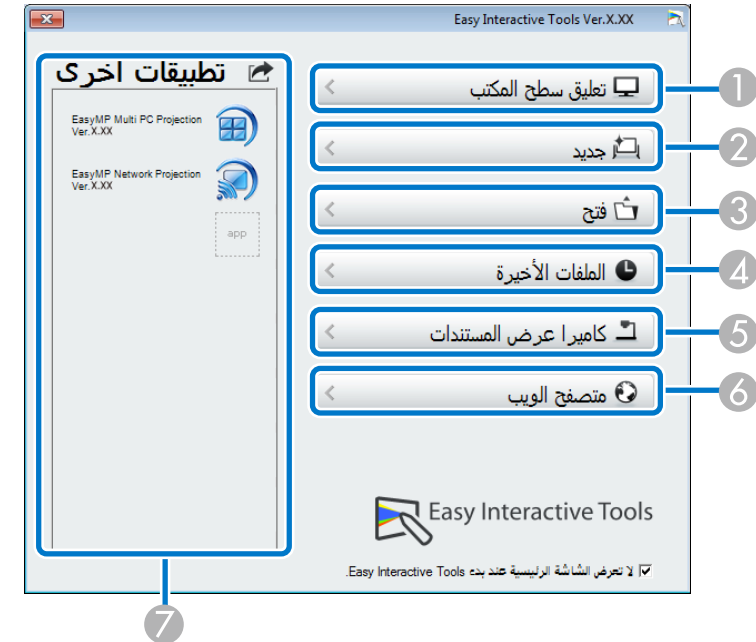 Easy Interactive Tools Ver.X.XX
تعليق سطح المكتب
1
جديد
2
فتح
3
الملفات الأخيرة
4
كاميرا عرض المستندات
5
متصفح الويب
6
تطبيقات اخرى
EasyMP Multi PC Projection
Ver.X.XX
EasyMP Network Projection
Ver.X.XX
app
7
Easy Interactive Tools
لا تعرض الشاشة الرئيسية عند بدء Easy Interactive Tools.